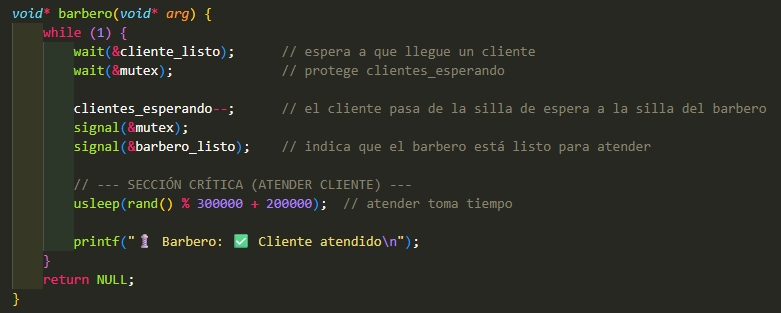 void* barbero(void* arg) {
    while (1) {
        wait(&cliente_listo);      // espera a que llegue un cliente
        wait(&mutex);              // protege clientes_esperando

        clientes_esperando--;      // el cliente pasa de la silla de espera a la silla del barbero
        signal(&mutex);
        signal(&barbero_listo);    // indica que el barbero está listo para atender

        // --- SECCIÓN CRÍTICA (ATENDER CLIENTE) ---
        usleep(rand() % 300000 + 200000);  // atender toma tiempo

        printf("💈 Barbero: ✅ Cliente atendido\n");
    }
    return NULL;
}